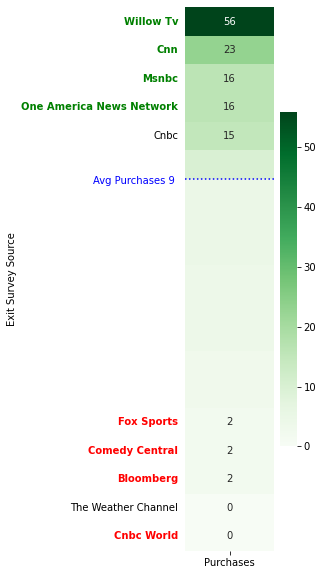 Willow Tv 56
Cnn 23
Msnbc 16
One America News Network 16
Cnbc 15
Avg Purchases 9
Exit Survey Source
Fox Sports 2
Comedy Central 2
Bloomberg 2
The Weather Channel 0
Cnbc World 0
Purchases
50
40
30
20
10
0